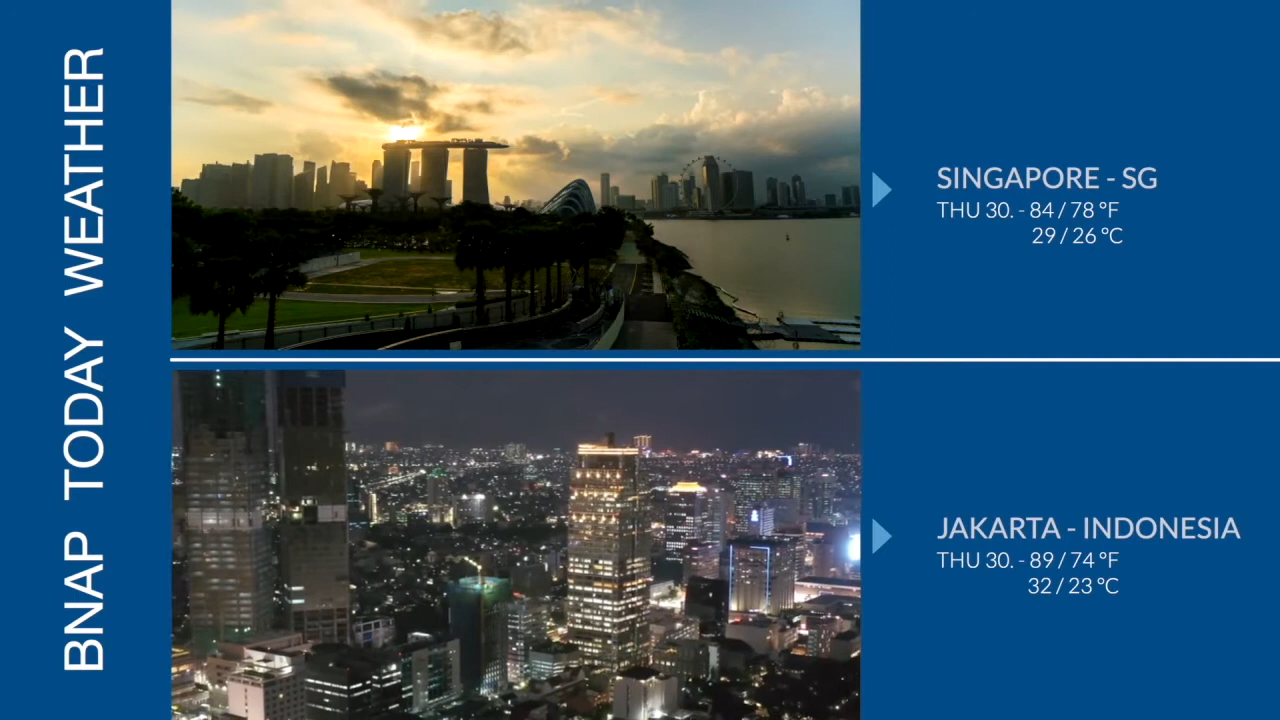 BNAP TODAY WEATHER
SINGAPORE - SG
THU 30. - 84 / 78 °F
29 / 26 °C
JAKARTA - INDONESIA
THU 30. - 89 / 74 °F
32 / 23 °C